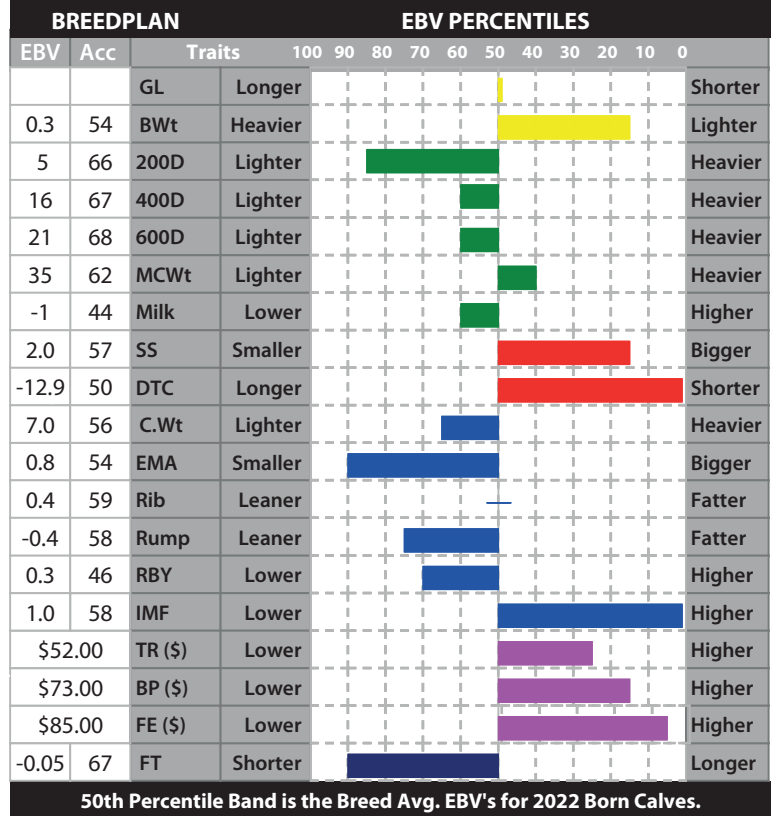 BREEDPLAN EBV PERCENTILES
EBV Acc Traits 100 90 80 70 60 50 40 30 20 10 0
GL Longer Shorter
0.3 54 BWt Heavier Lighter
5 66 200D Lighter Heavier
16 67 400D Lighter Heavier
21 68 600D Lighter Heavier
35 62 MCWt Lighter Heavier
-1 44 Milk Lower Higher
2.0 57 SS Smaller Bigger
-12.9 50 DTC Longer Shorter
7.0 56 C.Wt Lighter Heavier
0.8 54 EMA Smaller Bigger
0.4 59 Rib Leaner Fatter
-0.4 58 Rump Leaner Fatter
0.3 46 RBY Lower Higher
1.0 58 IMF Lower Higher
$52.00 TR ($) Lower Higher
$73.00 BP ($) Lower Higher
$85.00 FE ($) Lower Higher
-0.05 67 FT Shorter Longer
50th Percentile Band is the Breed Avg. EBV's for 2022 Born Calves.